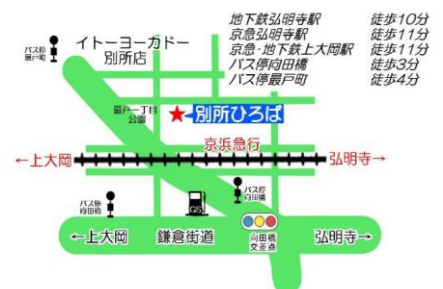 地下鉄弘明寺駅 徒歩10分
京急弘明寺駅 徒歩11分
京急・地下鉄上大岡駅 徒歩11分
バス停向田橋 徒歩3分
バス停最戸町 徒歩4分
バス停
最戸町
イトーヨーカドー
別所店
最戸一丁目
公園
★別所ひろば
京浜急行
←上大岡
弘明寺→
バス停
向田橋
GS
バス停
向田橋
←上大岡
鎌倉街道
向田橋
交差点
弘明寺→